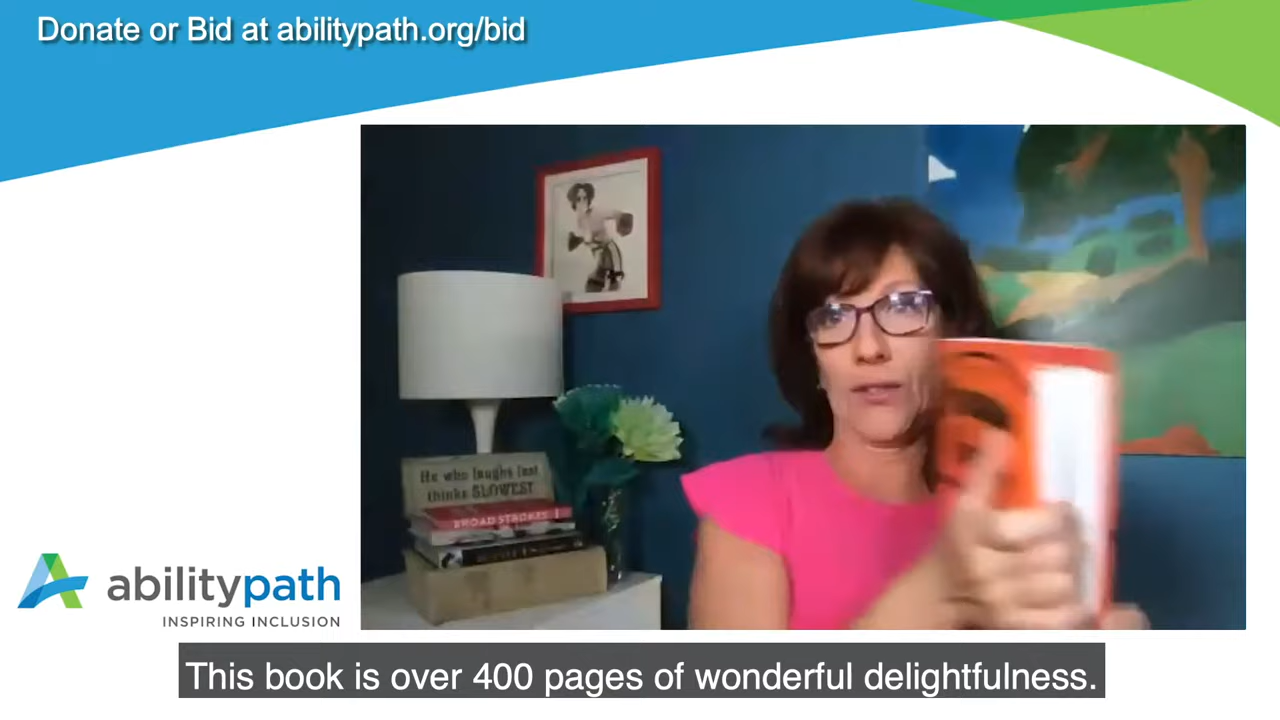 Donate or Bid at abilitypath.org/bid
He who laughs last
thinks SLOWEST
BROAD STROKES
abilitypath
INSPIRING INCLUSION
This book is over 400 pages of wonderful delightfulness.